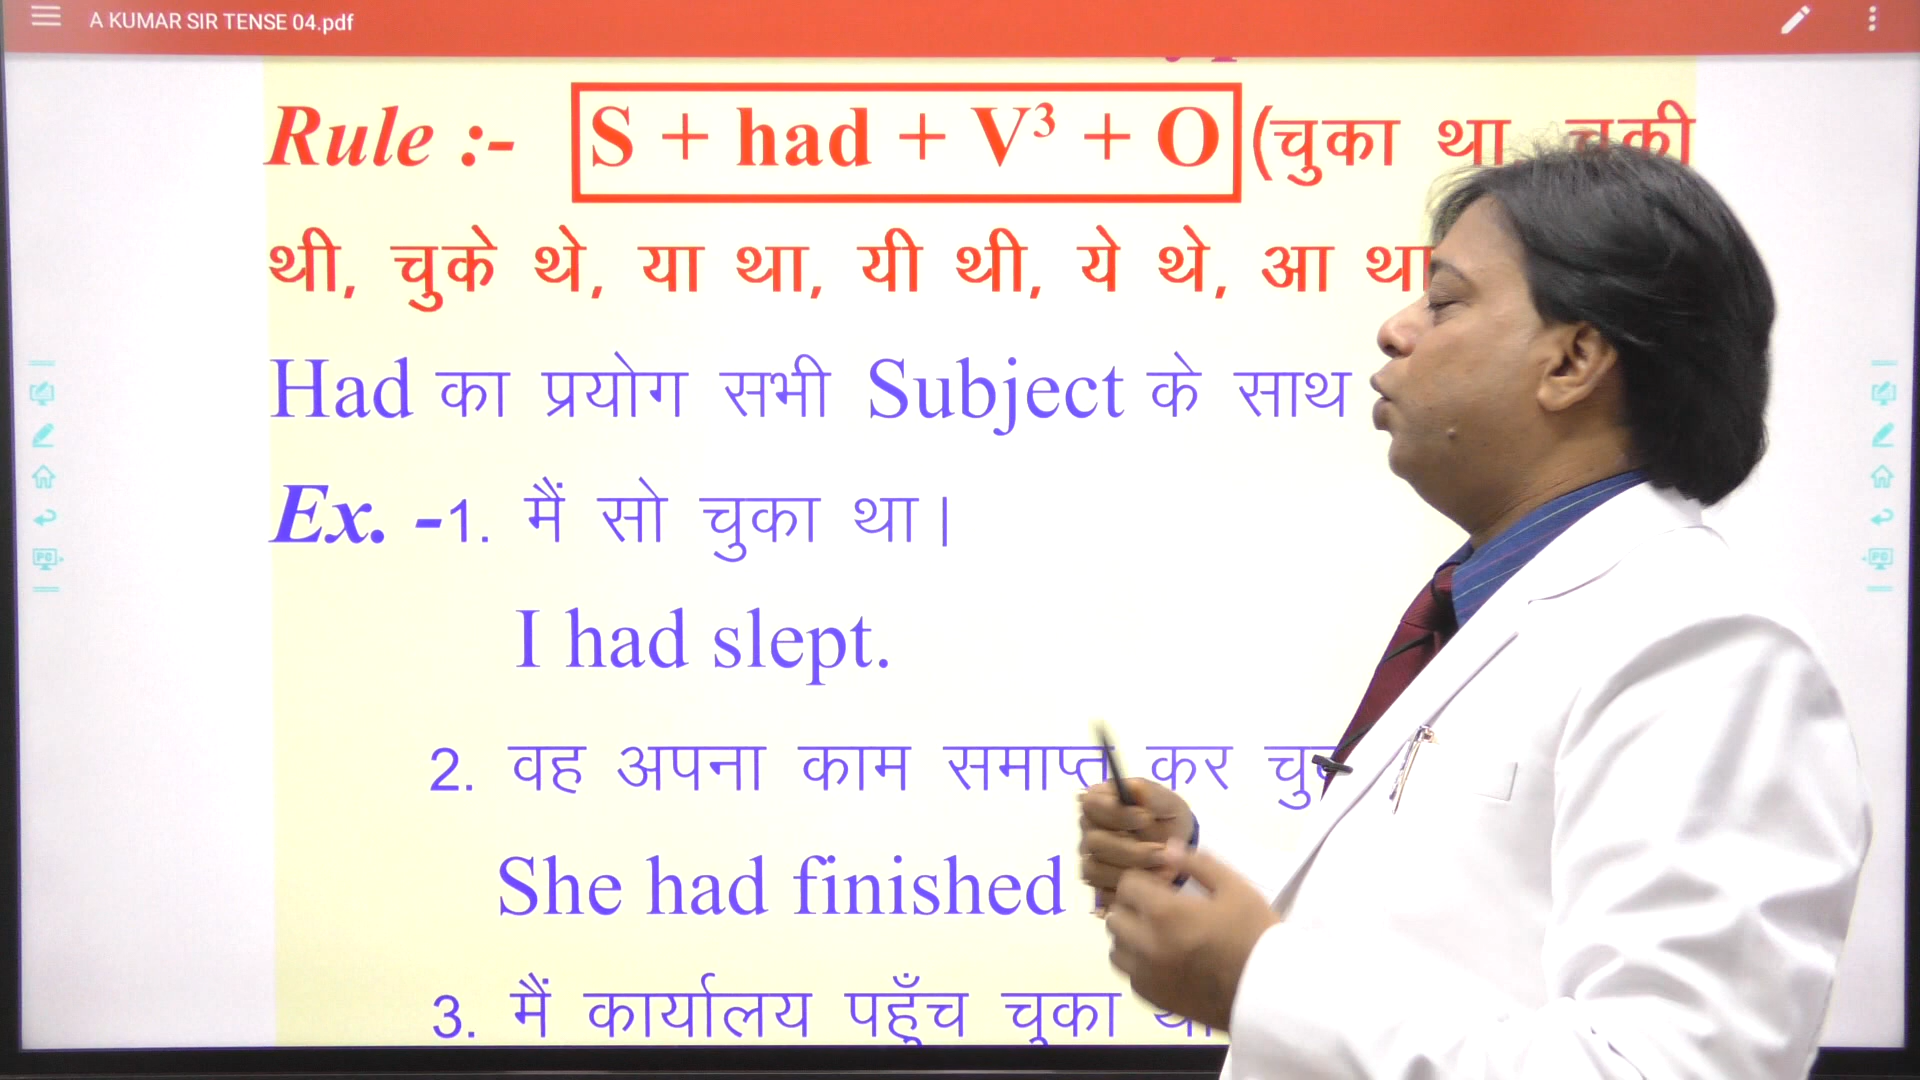 A KUMAR SIR TENSE 04.pdf
Rule :- S + had + V³ + O (चुका था, चुकी
थी, चुके थे, या था, यी थी, ये थे, आ था
Had का प्रयोग सभी Subject के साथ
Ex. -1. मैं सो चुका था।
I had slept.
2. वह अपना काम समाप्त कर
She had finished
3. मैं कार्यालय पहुँच चुका था